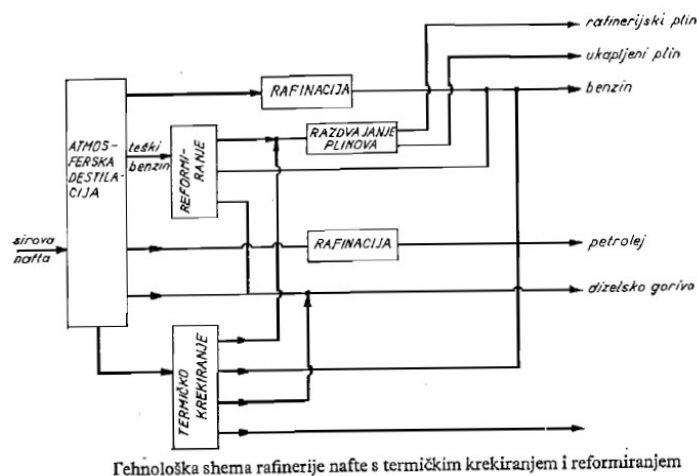 rafinerijski plin
ukapljeni plin
benzin
RAFINACIJA
ATMOS-
FERSKA
DESTILA-
CIJA
teški
benzin
REFORMI-
RANJE
RAZDVAJANJE
PLINOVA
sirova
nafta
RAFINACIJA
petrolej
dizelsko gorivo
TERMIČKO
KREKIRANJE
Tehnološka shema rafinerije nafte s termičkim krekiranjem i reformiranjem